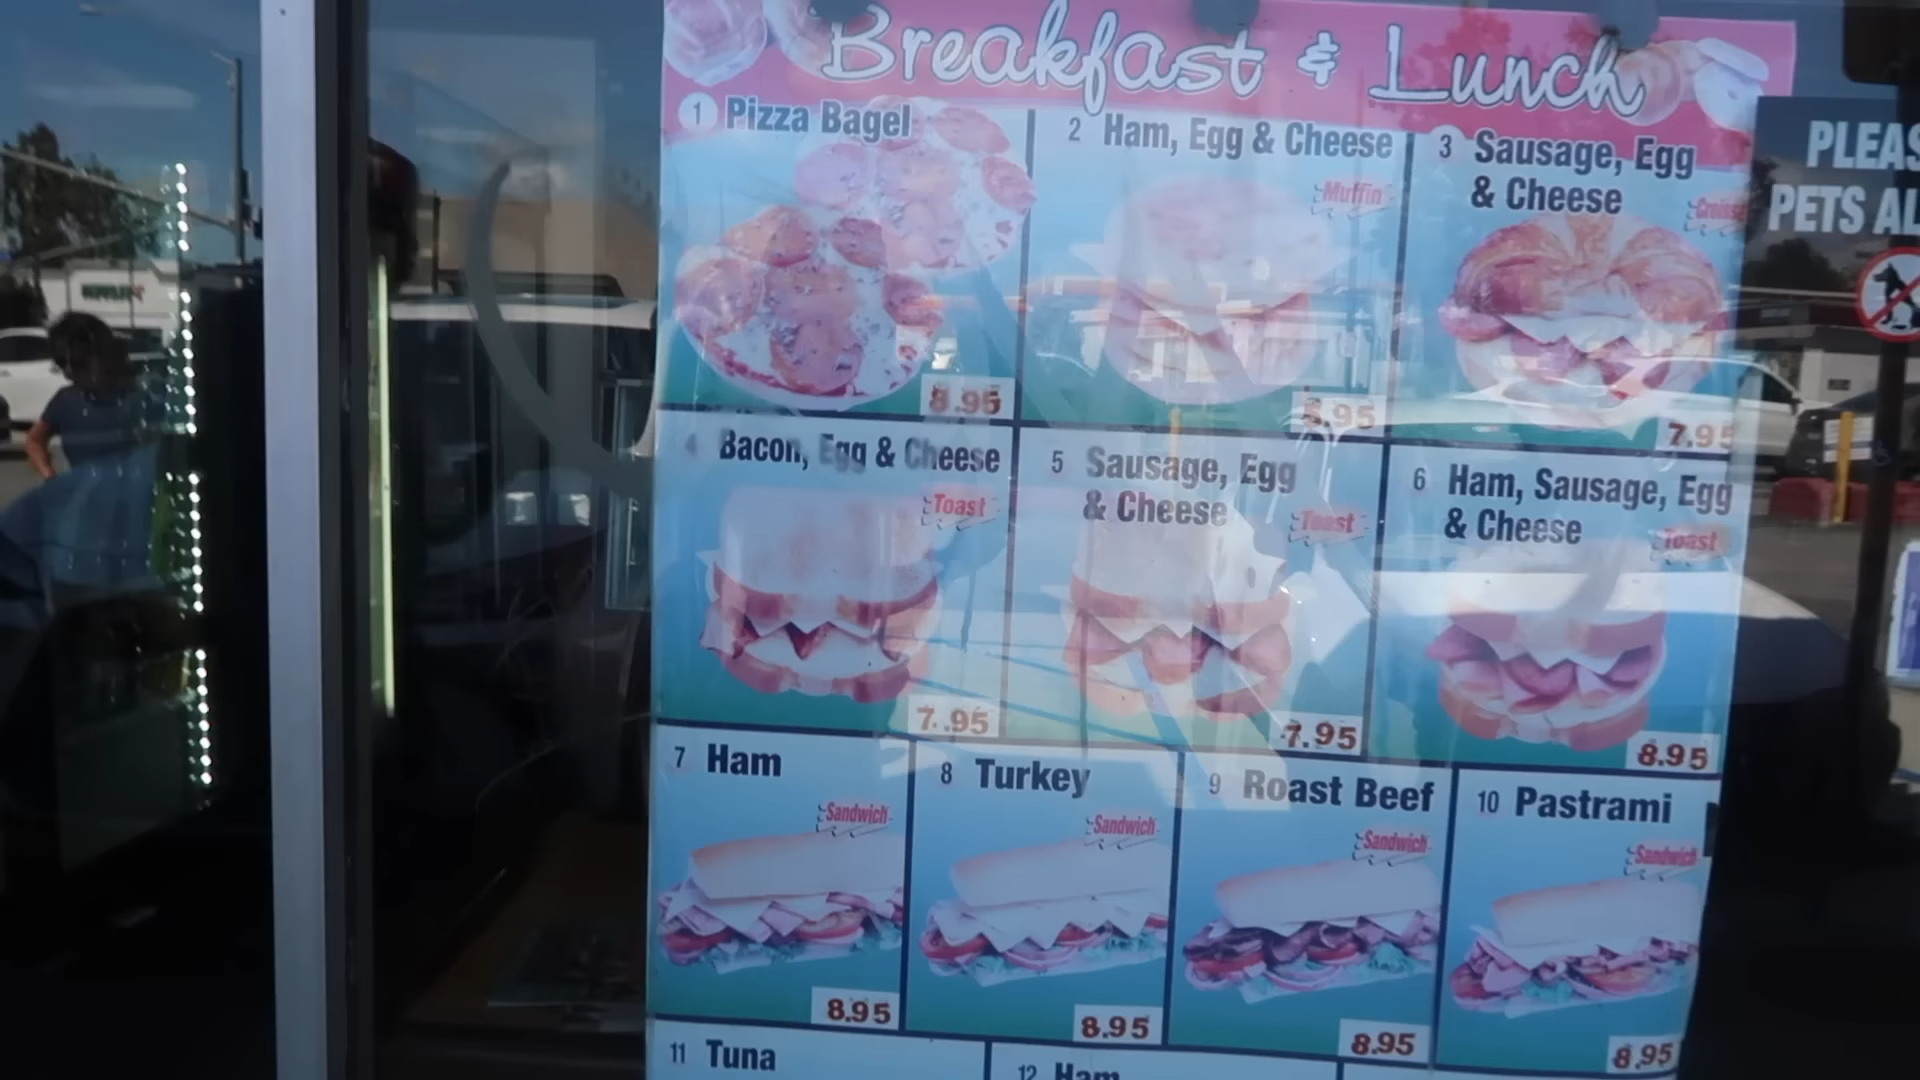 Breakfast & Lunch
1 Pizza Bagel
8.95
2 Ham, Egg & Cheese
Muffin
3 Sausage, Egg
& Cheese
7.95
4 Bacon, Egg & Cheese
Toast
7.95
5 Sausage, Egg
& Cheese
Toast
7.95
6 Ham, Sausage, Egg
& Cheese
Toast
8.95
7 Ham
Sandwich
8.95
8 Turkey
Sandwich
8.95
9 Roast Beef
Sandwich
8.95
10 Pastrami
Sandwich
8.95
11 Tuna
12 Ham
PLEAS
PETS AL